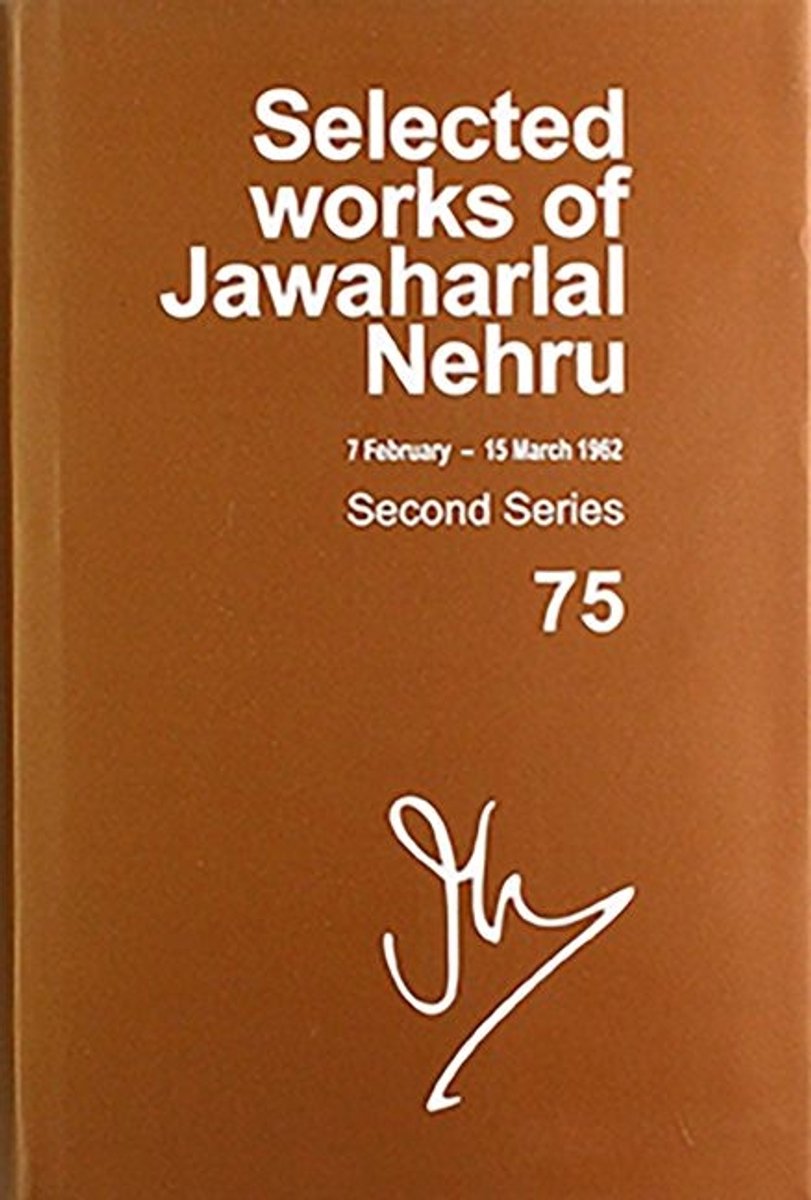 Selected
works of
Jawaharlal
Nehru
7 February – 15 March 1962
Second Series
75